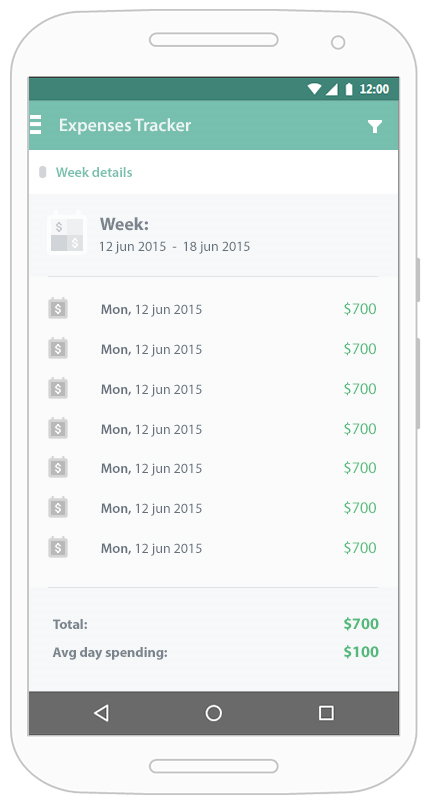 12:00
Expenses Tracker
Week details
$
$
Week:
12 jun 2015 - 18 jun 2015
$ Mon, 12 jun 2015 $700
$ Mon, 12 jun 2015 $700
$ Mon, 12 jun 2015 $700
$ Mon, 12 jun 2015 $700
$ Mon, 12 jun 2015 $700
$ Mon, 12 jun 2015 $700
$ Mon, 12 jun 2015 $700
Total: $700
Avg day spending: $100